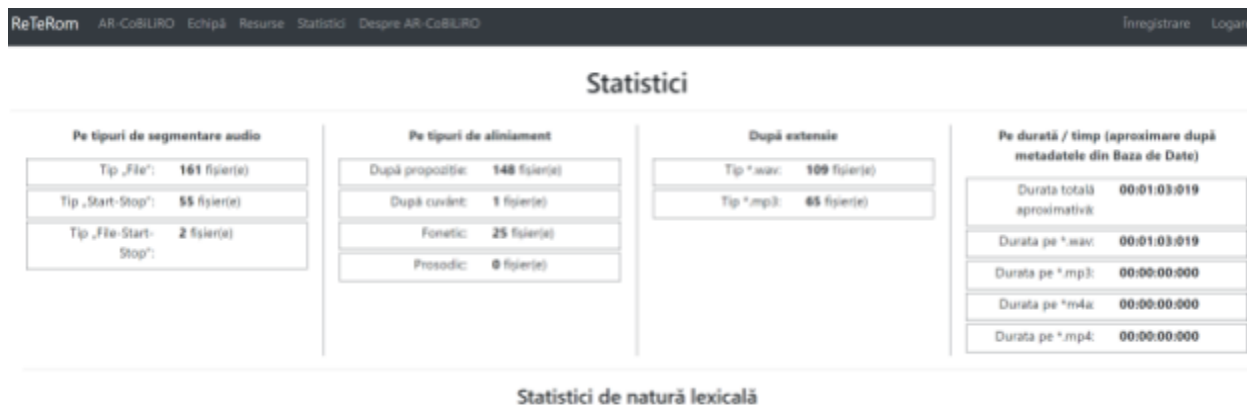 ReTeRom AR-CoBiLiRO Echipă Resurse Statistici Despre AR-CoBiLiRO Înregistrare Logare
Statistici
Pe tipuri de segmentare audio
Tip „File”: 161 fișier(e)
Tip „Start-Stop”: 55 fișier(e)
Tip „File-Start-
Stop”: 2 fișier(e)
Pe tipuri de aliniament
După propoziție: 148 fișier(e)
După cuvânt: 1 fișier(e)
Fonetic: 25 fișier(e)
Prosodic: 0 fișier(e)
După extensie
Tip *.wav: 109 fișier(e)
Tip *.mp3: 65 fișier(e)
Pe durată / timp (aproximare după
metadatele din Baza de Date)
Durata totală 00:01:03:019
aproximativă:
Durata pe *.wav: 00:01:03:019
Durata pe *.mp3: 00:00:00:000
Durata pe *m4a: 00:00:00:000
Durata pe *.mp4: 00:00:00:000
Statistici de natură lexicală